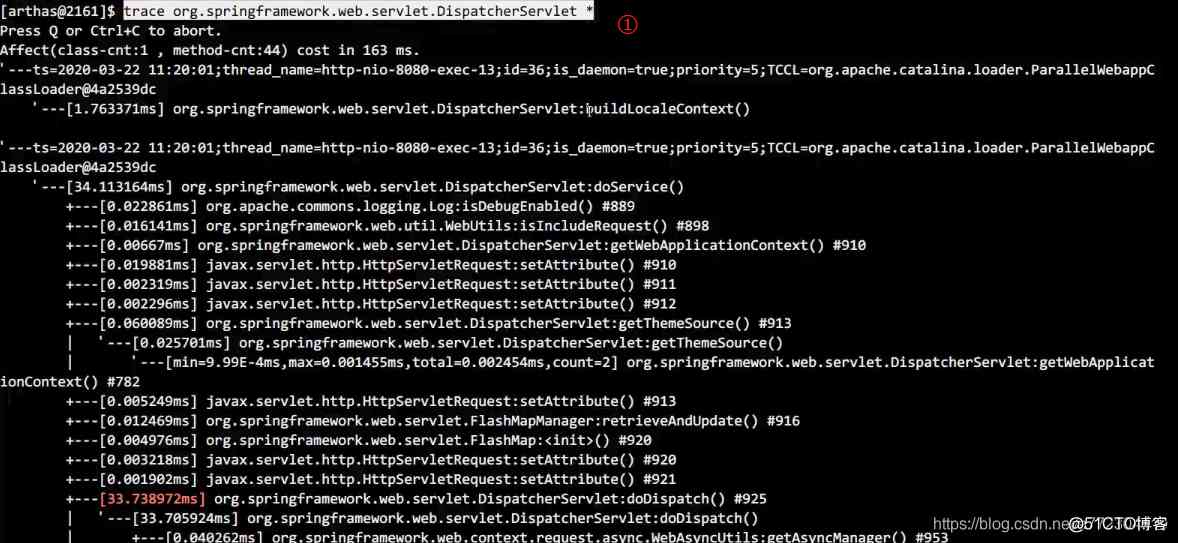 [arthas@2161]$ trace org.springframework.web.servlet.DispatcherServlet *
①
Press Q or Ctrl+C to abort.
Affect(class-cnt:1 , method-cnt:44) cost in 163 ms.
`---ts=2020-03-22 11:20:01;thread_name=http-nio-8080-exec-13;id=36;is_daemon=true;priority=5;TCCL=org.apache.catalina.loader.ParallelWebappC
lassLoader@4a2539dc
`---[1.763371ms] org.springframework.web.servlet.DispatcherServlet:buildLocaleContext()
`---ts=2020-03-22 11:20:01;thread_name=http-nio-8080-exec-13;id=36;is_daemon=true;priority=5;TCCL=org.apache.catalina.loader.ParallelWebappC
lassLoader@4a2539dc
`---[34.113164ms] org.springframework.web.servlet.DispatcherServlet:doService()
+---[0.022861ms] org.apache.commons.logging.Log:isDebugEnabled() #889
+---[0.016141ms] org.springframework.web.util.WebUtils:isIncludeRequest() #898
+---[0.00667ms] org.springframework.web.servlet.DispatcherServlet:getWebApplicationContext() #910
+---[0.019881ms] javax.servlet.http.HttpServletRequest:setAttribute() #910
+---[0.002319ms] javax.servlet.http.HttpServletRequest:setAttribute() #911
+---[0.002296ms] javax.servlet.http.HttpServletRequest:setAttribute() #912
+---[0.060089ms] org.springframework.web.servlet.DispatcherServlet:getThemeSource() #913
| `---[0.025701ms] org.springframework.web.servlet.DispatcherServlet:getThemeSource()
| `---[min=9.99E-4ms,max=0.001455ms,total=0.002454ms,count=2] org.springframework.web.servlet.DispatcherServlet:getWebApplicat
ionContext() #782
+---[0.005249ms] javax.servlet.http.HttpServletRequest:setAttribute() #913
+---[0.012469ms] org.springframework.web.servlet.FlashMapManager:retrieveAndUpdate() #916
+---[0.004976ms] org.springframework.web.servlet.FlashMap:<init>() #920
+---[0.003218ms] javax.servlet.http.HttpServletRequest:setAttribute() #920
+---[0.001902ms] javax.servlet.http.HttpServletRequest:setAttribute() #921
+---[33.738972ms] org.springframework.web.servlet.DispatcherServlet:doDispatch() #925
| `---[33.705924ms] org.springframework.web.servlet.DispatcherServlet:doDispatch()
| +---[0.040262ms] org.springframework.web.context.request.async.WebAsyncUtils:getAsyncManager() #953
@51CTO博客